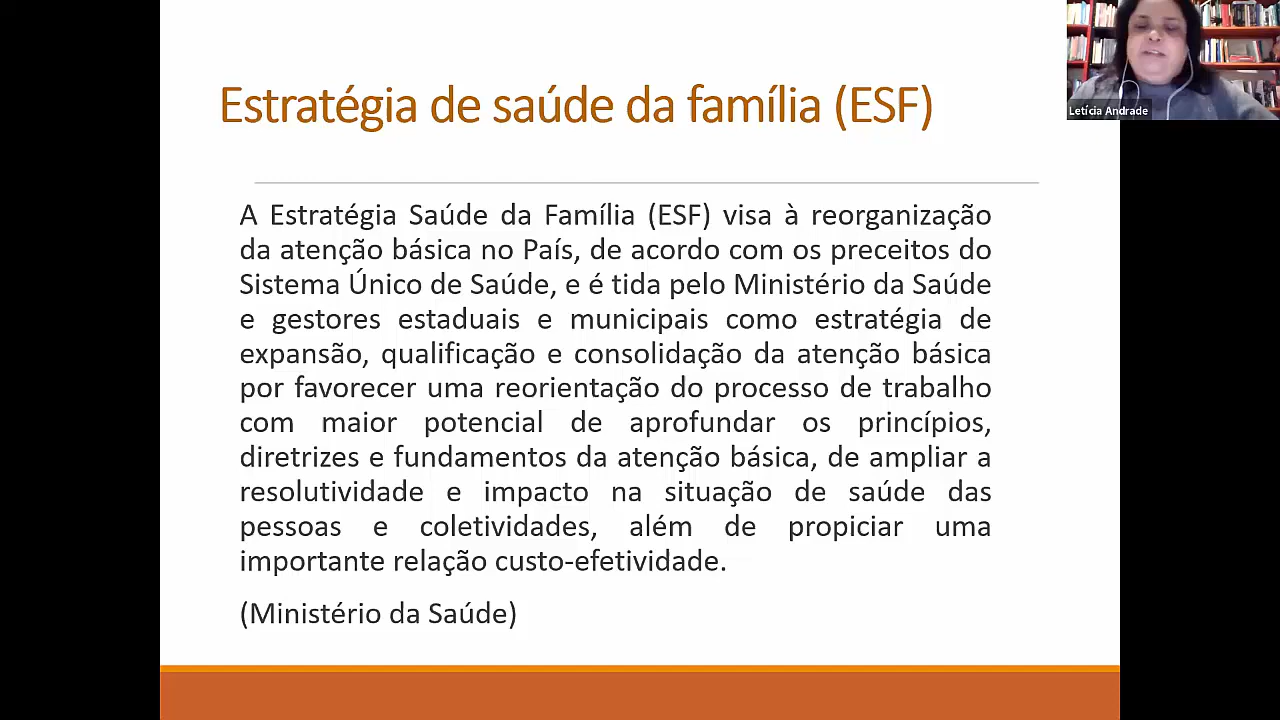 Estratégia de saúde da família (ESF)
Letícia Andrade
A Estratégia Saúde da Família (ESF) visa à reorganização
da atenção básica no País, de acordo com os preceitos do
Sistema Único de Saúde, e é tida pelo Ministério da Saúde
e gestores estaduais e municipais como estratégia de
expansão, qualificação e consolidação da atenção básica
por favorecer uma reorientação do processo de trabalho
com maior potencial de aprofundar os princípios,
diretrizes e fundamentos da atenção básica, de ampliar a
resolutividade e impacto na situação de saúde das
pessoas e coletividades, além de propiciar uma
importante relação custo-efetividade.
(Ministério da Saúde)